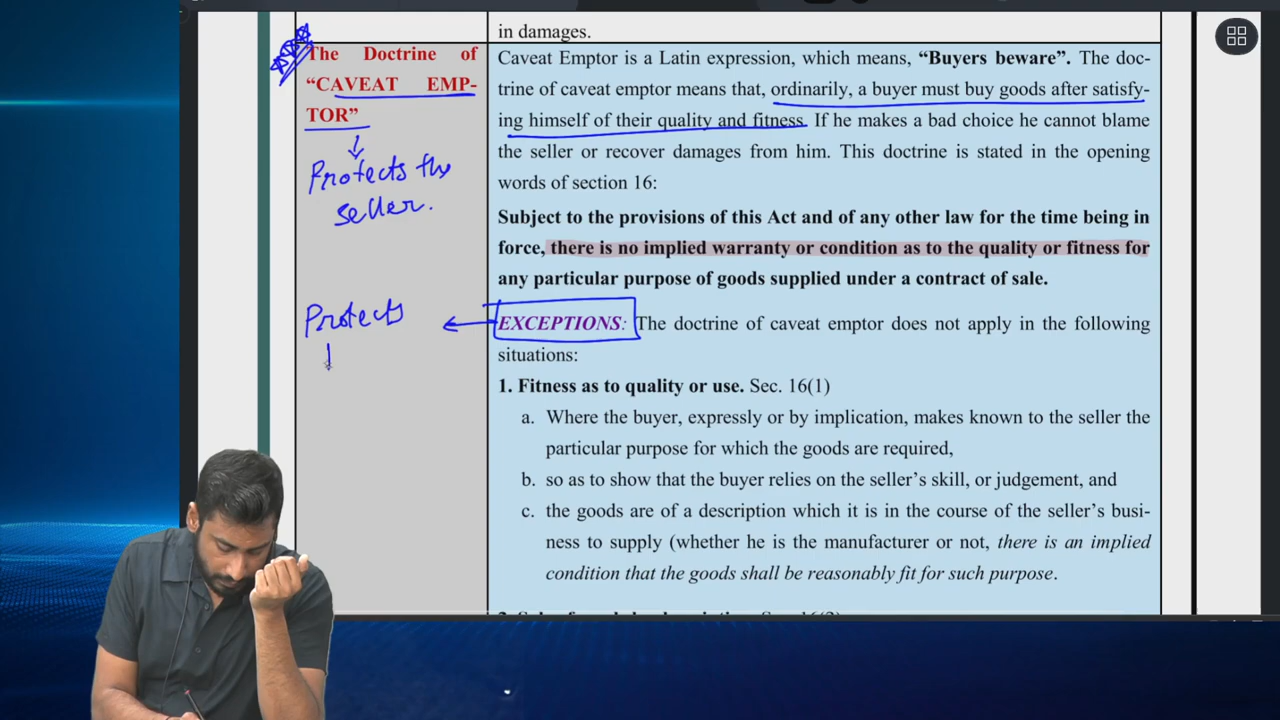 in damages.
The Doctrine of
“CAVEAT EMP-
TOR”
Protects the
seller.
Caveat Emptor is a Latin expression, which means, “Buyers beware”. The doc-
trine of caveat emptor means that, ordinarily, a buyer must buy goods after satisfy-
ing himself of their quality and fitness. If he makes a bad choice he cannot blame
the seller or recover damages from him. This doctrine is stated in the opening
words of section 16:
Subject to the provisions of this Act and of any other law for the time being in
force, there is no implied warranty or condition as to the quality or fitness for
any particular purpose of goods supplied under a contract of sale.
Protects
EXCEPTIONS: The doctrine of caveat emptor does not apply in the following
situations:
1. Fitness as to quality or use. Sec. 16(1)
a. Where the buyer, expressly or by implication, makes known to the seller the
particular purpose for which the goods are required,
b. so as to show that the buyer relies on the seller’s skill, or judgement, and
c. the goods are of a description which it is in the course of the seller’s busi-
ness to supply (whether he is the manufacturer or not, there is an implied
condition that the goods shall be reasonably fit for such purpose.